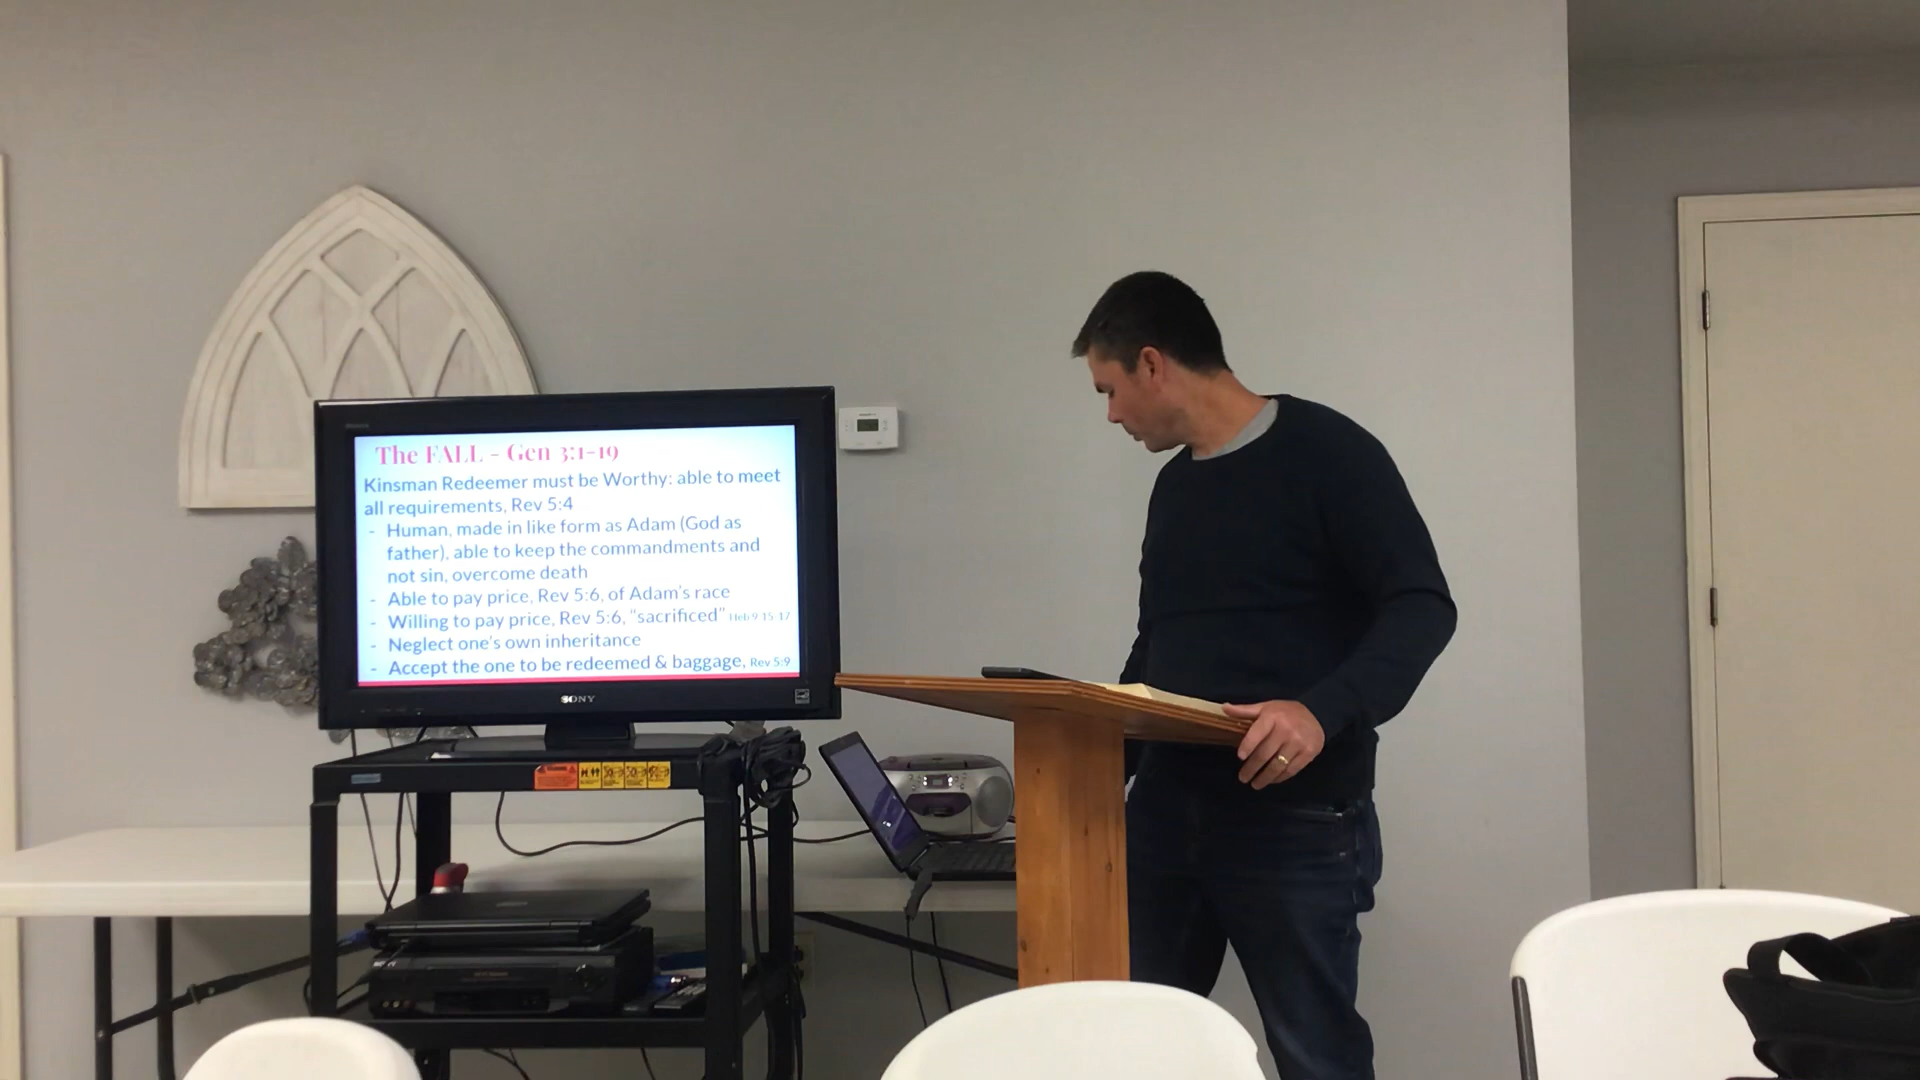 The FALL - Gen 3:1-19
Kinsman Redeemer must be Worthy: able to meet
all requirements, Rev 5:4
- Human, made in like form as Adam (God as
father), able to keep the commandments and
not sin, overcome death
- Able to pay price, Rev 5:6, of Adam's race
- Willing to pay price, Rev 5:6, "sacrificed" Heb 9:15-17
- Neglect one's own inheritance
- Accept the one to be redeemed & baggage, Rev 5:9
SONY